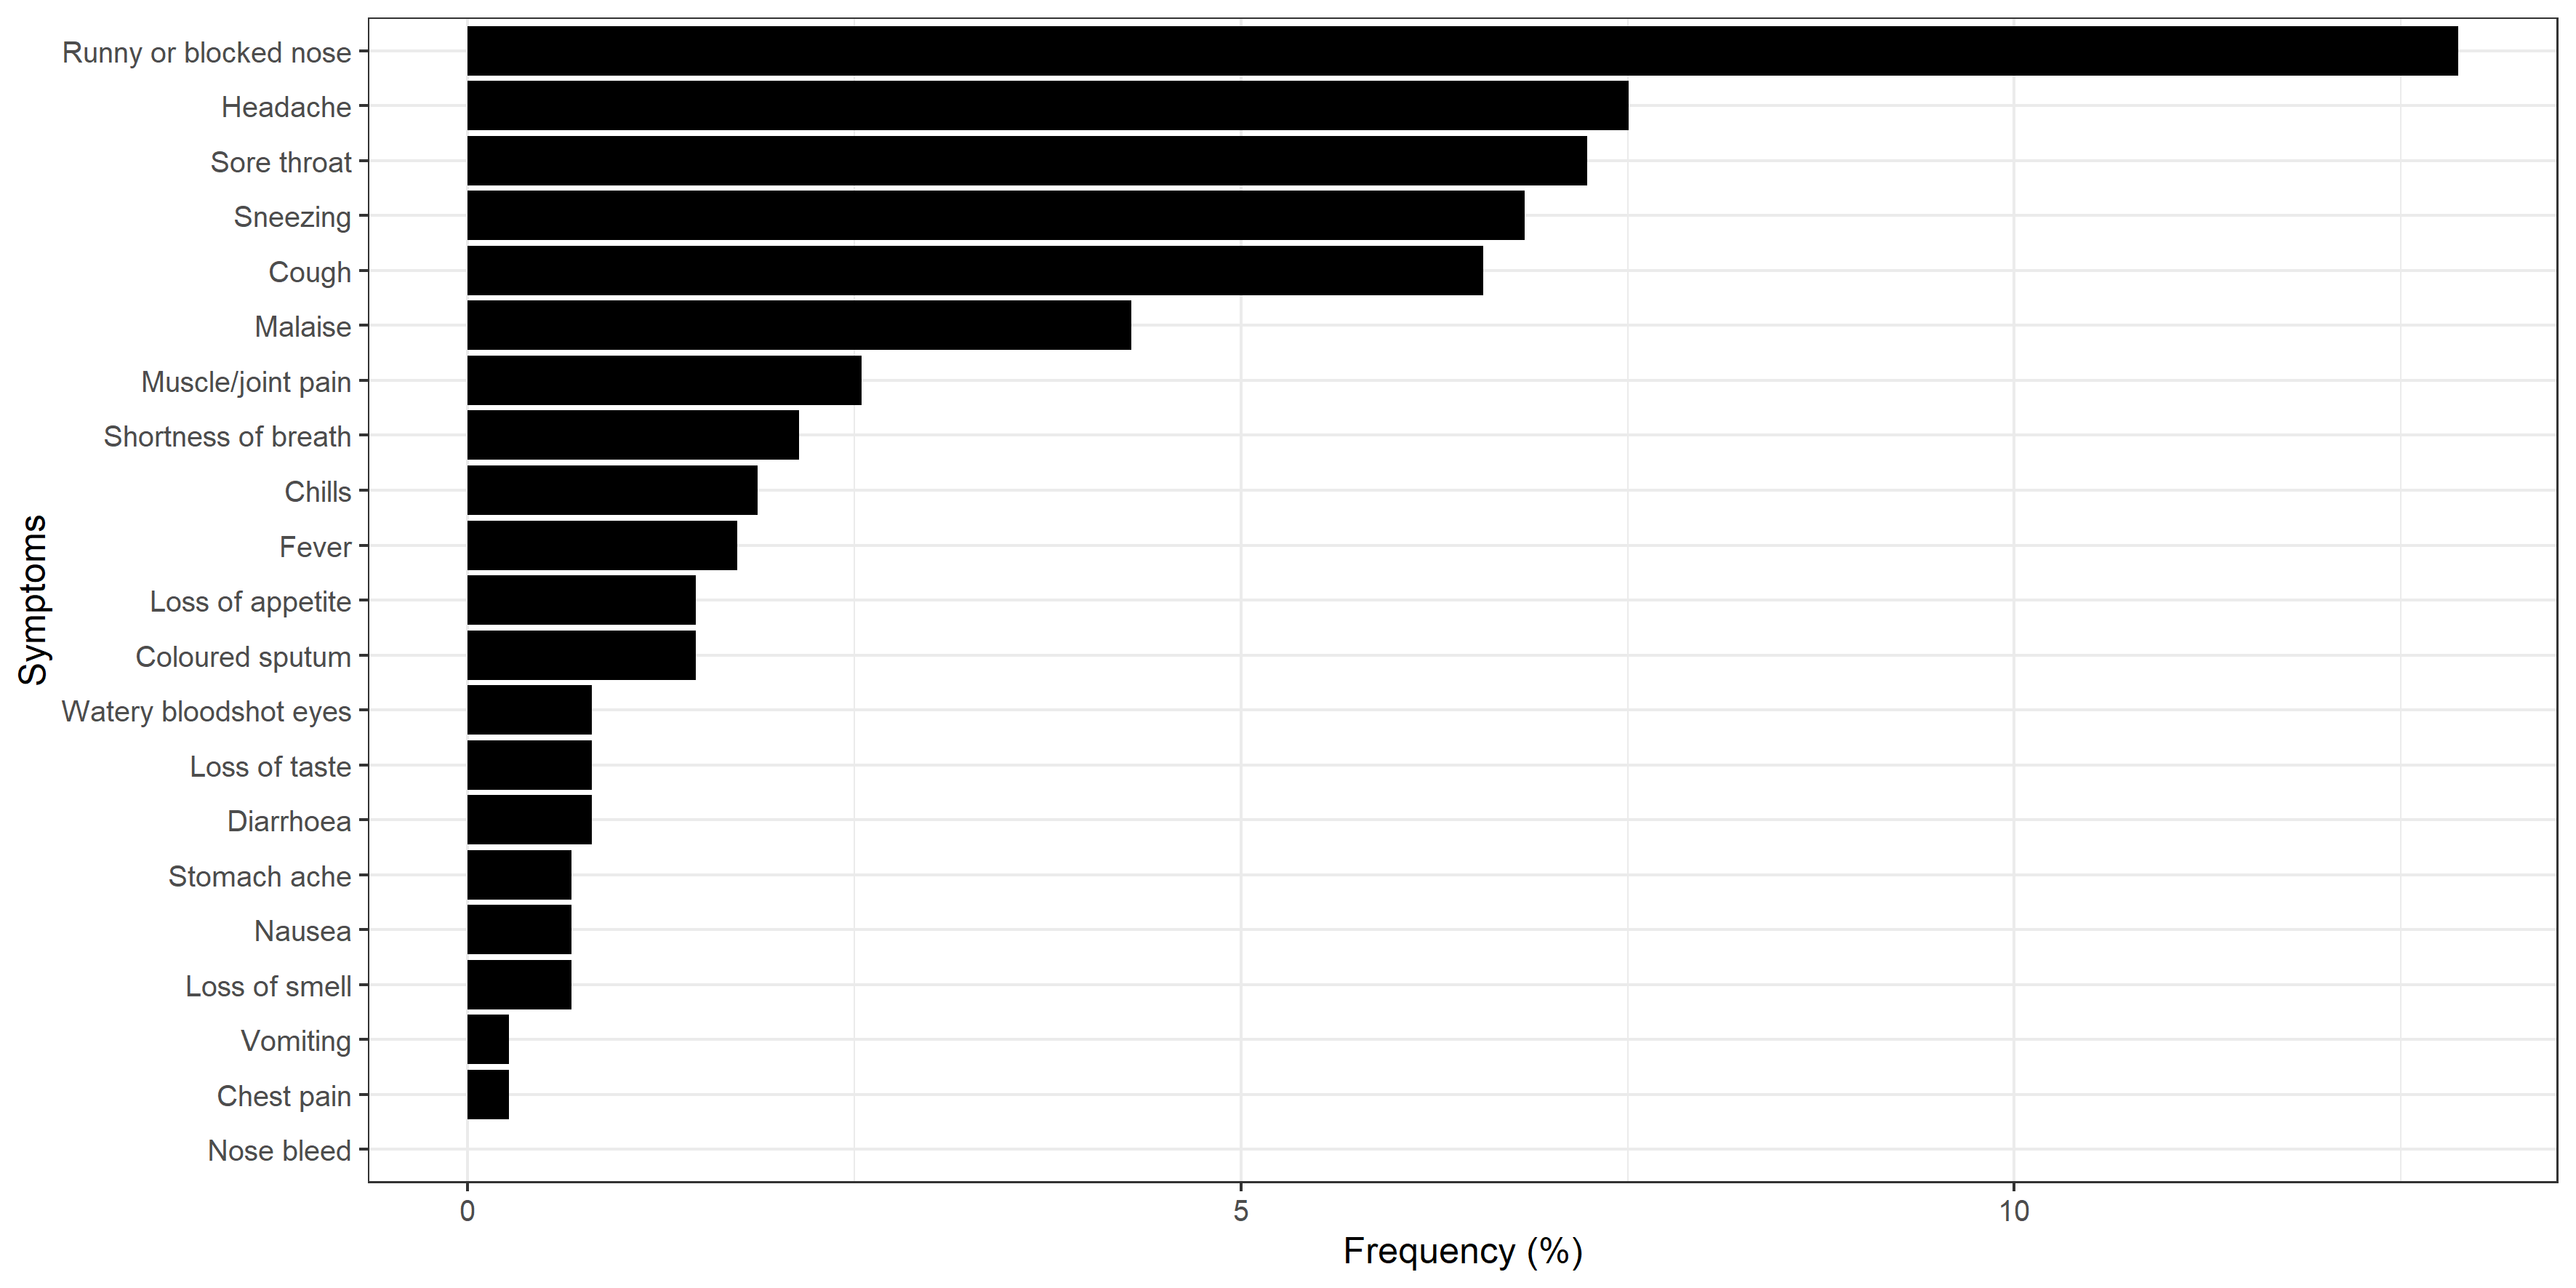 Runny or blocked nose
Headache
Sore throat
Sneezing
Cough
Malaise
Muscle/joint pain
Shortness of breath
Chills
Fever
Loss of appetite
Coloured sputum
Watery bloodshot eyes
Loss of taste
Diarrhoea
Stomach ache
Nausea
Loss of smell
Vomiting
Chest pain
Nose bleed
Symptoms
0 5 10
Frequency (%)